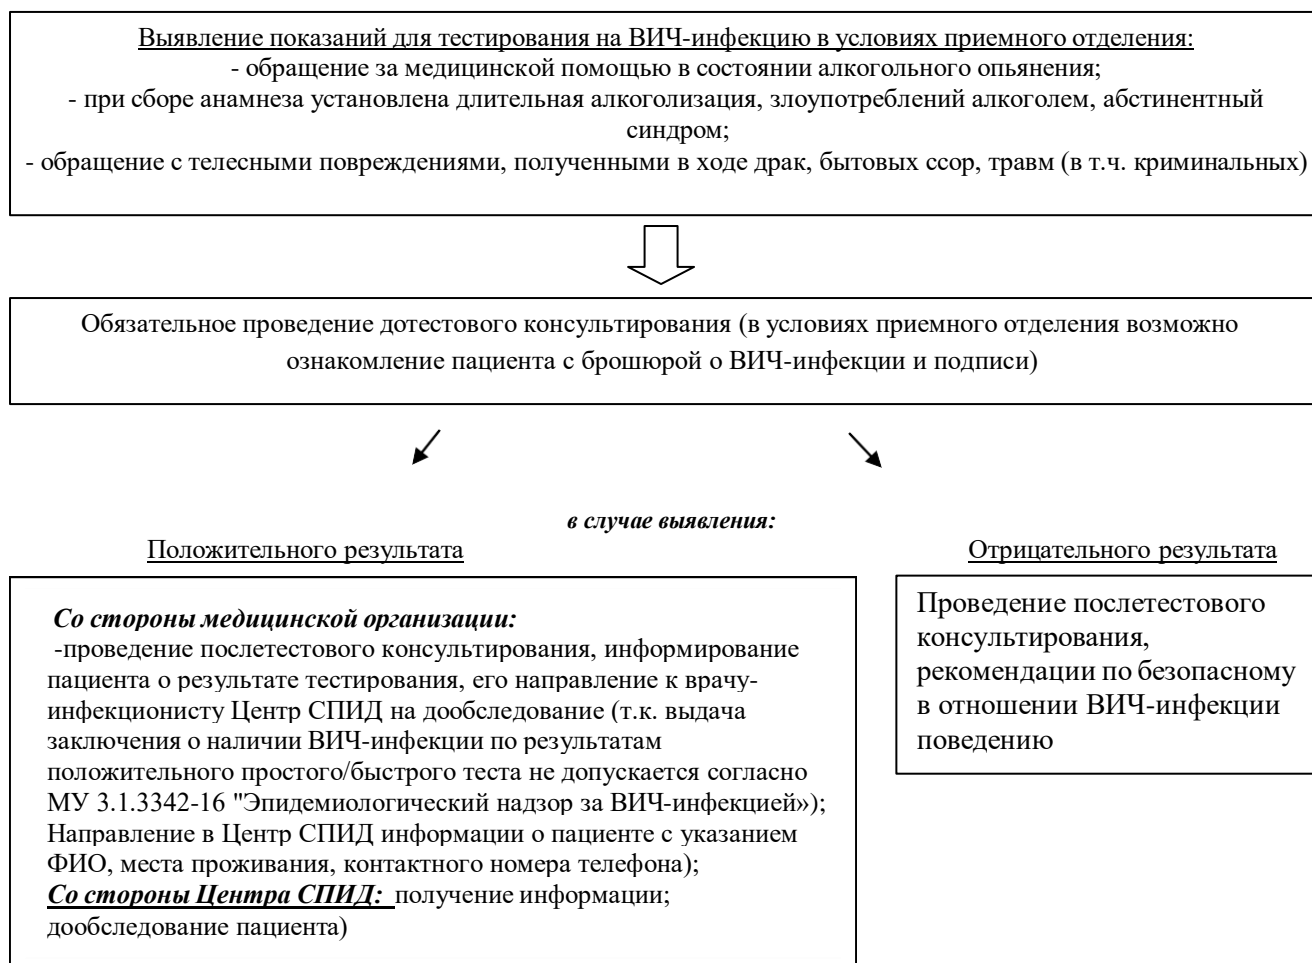 Выявление показаний для тестирования на ВИЧ-инфекцию в условиях приемного отделения:
- обращение за медицинской помощью в состоянии алкогольного опьянения;
- при сборе анамнеза установлена длительная алкоголизация, злоупотреблений алкоголем, абстинентный
синдром;
- обращение с телесными повреждениями, полученными в ходе драк, бытовых ссор, травм (в т.ч. криминальных)
Обязательное проведение дотестового консультирования (в условиях приемного отделения возможно
ознакомление пациента с брошюрой о ВИЧ-инфекции и подписи)
в случае выявления:
Положительного результата
Со стороны медицинской организации:
-проведение послетестового консультирования, информирование
пациента о результате тестирования, его направление к врачу-
инфекционисту Центр СПИД на дообследование (т.к. выдача
заключения о наличии ВИЧ-инфекции по результатам
положительного простого/быстрого теста не допускается согласно
МУ 3.1.3342-16 "Эпидемиологический надзор за ВИЧ-инфекцией»);
Направление в Центр СПИД информации о пациенте с указанием
ФИО, места проживания, контактного номера телефона);
Со стороны Центра СПИД: получение информации;
дообследование пациента)
Отрицательного результата
Проведение послетестового
консультирования,
рекомендации по безопасному
в отношении ВИЧ-инфекции
поведению